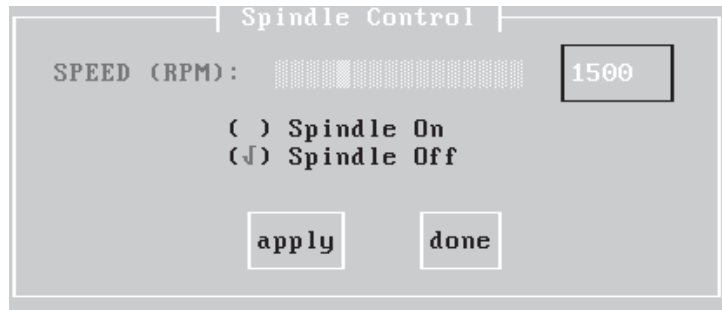 Spindle Control
SPEED (RPM): 1500
( ) Spindle On
(√) Spindle Off
apply done